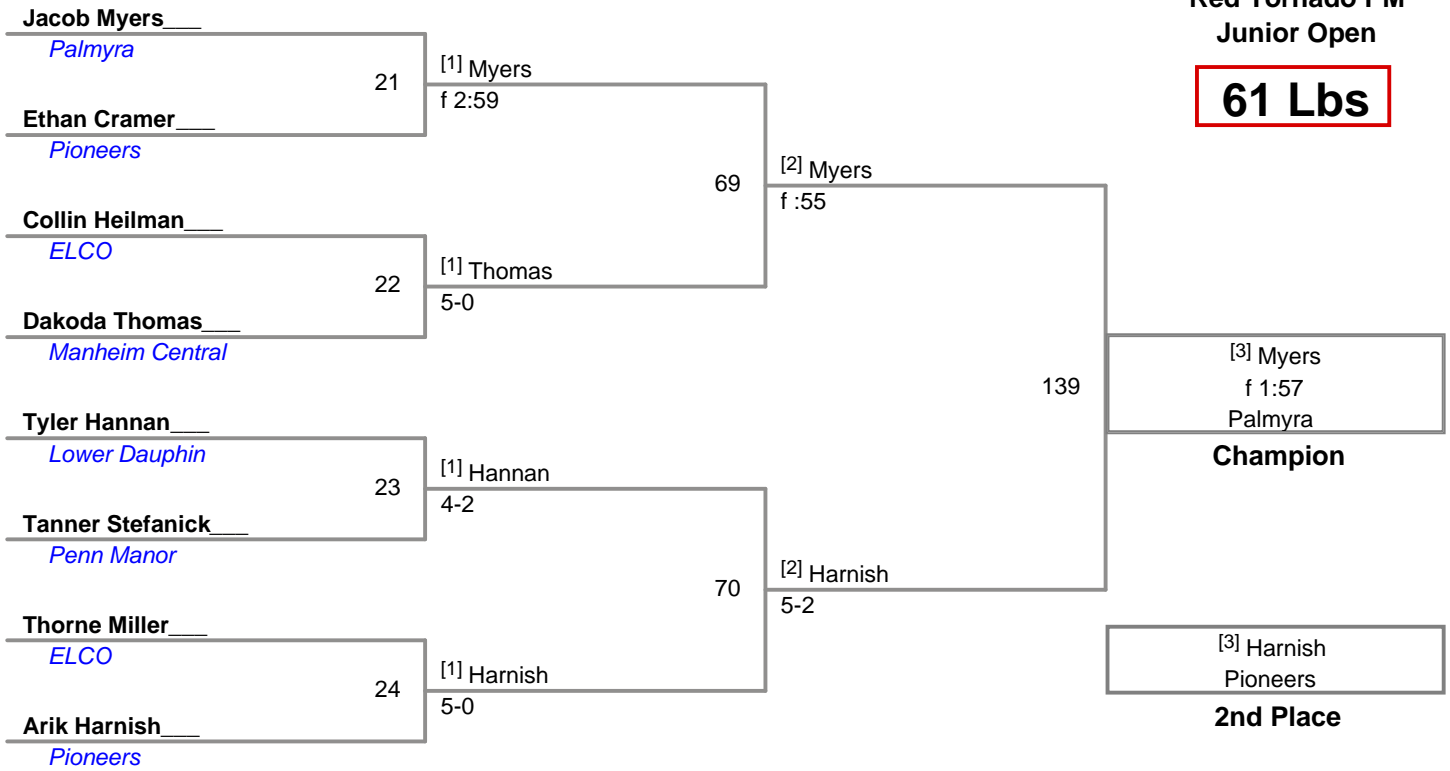 Red Tornado PM
Junior Open
61 Lbs
Jacob Myers___
Palmyra
21
[1] Myers
f 2:59
Ethan Cramer___
Pioneers
69
[2] Myers
f :55
Collin Heilman___
ELCO
22
[1] Thomas
5-0
Dakoda Thomas___
Manheim Central
139
[3] Myers
f 1:57
Palmyra
Champion
Tyler Hannan___
Lower Dauphin
23
[1] Hannan
4-2
Tanner Stefanick___
Penn Manor
70
[2] Harnish
5-2
Thorne Miller___
ELCO
24
[1] Harnish
5-0
Arik Harnish___
Pioneers
[3] Harnish
Pioneers
2nd Place